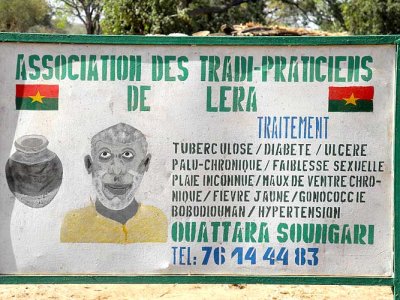 ASSOCIATION DES TRADI-PRATICIENS
DE LERA
TRAITEMENT
TUBERCULOSE/DIABETE/ULCERE
PALU-CHRONIQUE/FAIBLESSE SEXUELLE
PLAIE INCONNUE/MAUX DE VENTRE CHRO-
NIQUE/FIEVRE JAUNE/GONOCCCIE
BOBODIOUMAN/HYPERTENSION
OUATTARA SOUNGARI
TEL: 76 14 44 83